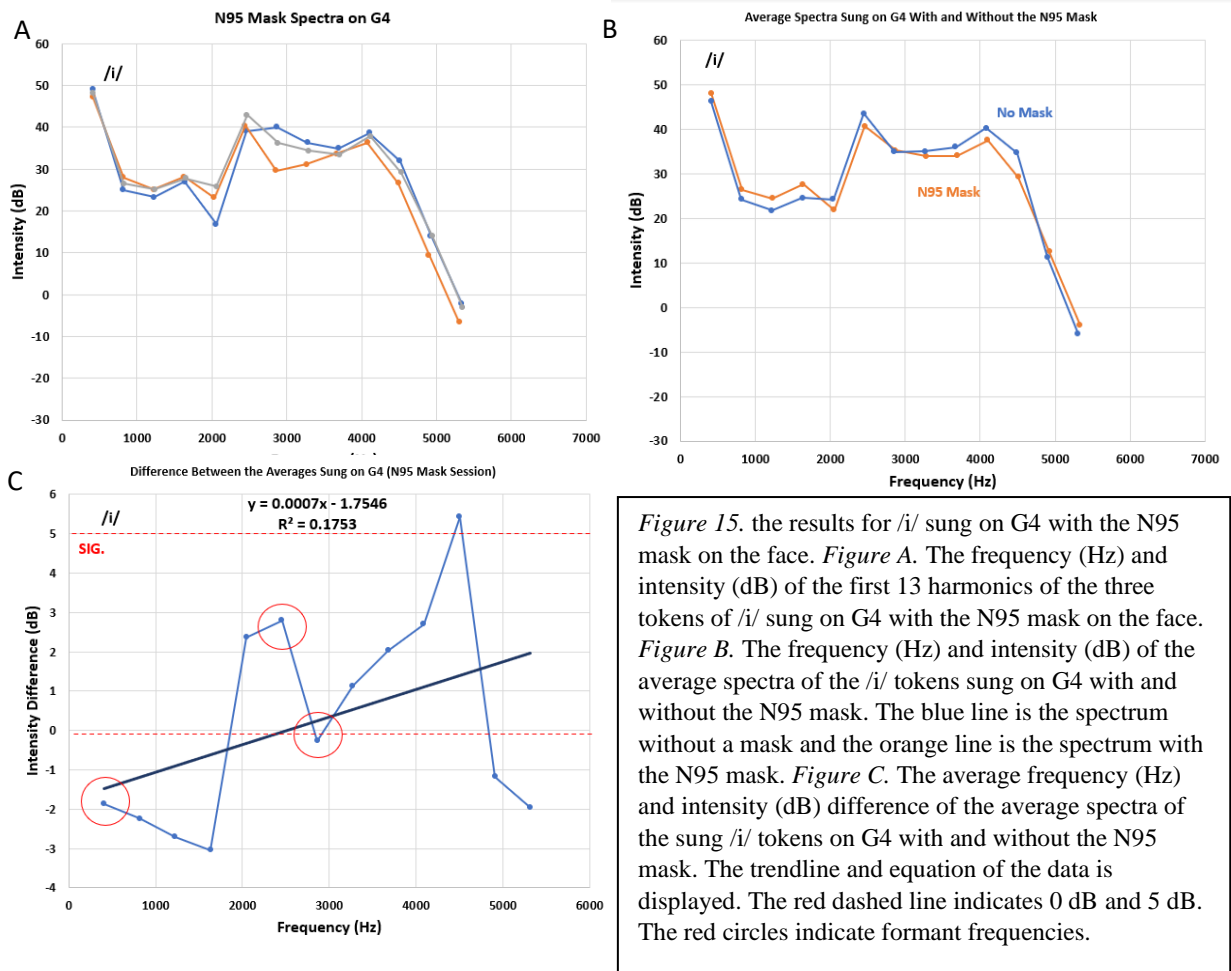 A
N95 Mask Spectra on G4
/i/
Intensity (dB)
60
50
40
30
20
10
0
-10
-20
-30
0 1000 2000 3000 4000 5000 6000 7000
B
Average Spectra Sung on G4 With and Without the N95 Mask
/i/
No Mask
N95 Mask
Intensity (dB)
60
50
40
30
20
10
0
-10
-20
-30
0 1000 2000 3000 4000 5000 6000 7000
Frequency (Hz)
C
Difference Between the Averages Sung on G4 (N95 Mask Session)
/i/
y = 0.0007x - 1.7546
R² = 0.1753
SIG.
Intensity Difference (dB)
6
5
4
3
2
1
0
-1
-2
-3
-4
0 1000 2000 3000 4000 5000 6000
Frequency (Hz)
Figure 15. the results for /i/ sung on G4 with the N95
mask on the face. Figure A. The frequency (Hz) and
intensity (dB) of the first 13 harmonics of the three
tokens of /i/ sung on G4 with the N95 mask on the face.
Figure B. The frequency (Hz) and intensity (dB) of the
average spectra of the /i/ tokens sung on G4 with and
without the N95 mask. The blue line is the spectrum
without a mask and the orange line is the spectrum with
the N95 mask. Figure C. The average frequency (Hz)
and intensity (dB) difference of the average spectra of
the sung /i/ tokens on G4 with and without the N95
mask. The trendline and equation of the data is
displayed. The red dashed line indicates 0 dB and 5 dB.
The red circles indicate formant frequencies.